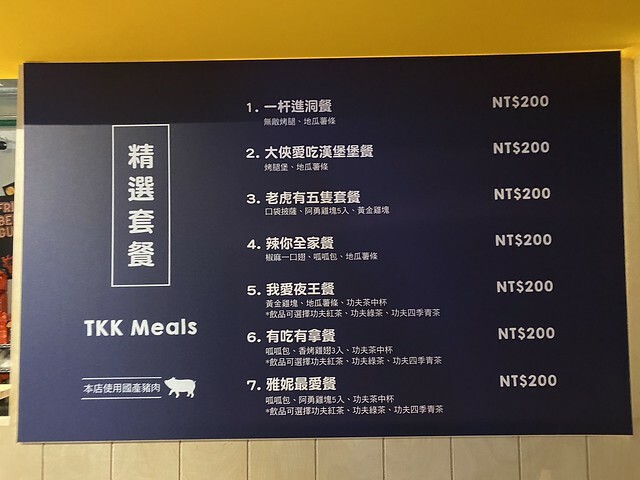 精選套餐
TKK Meals
本店使用國產豬肉
1. 一杆進洞餐 NT$200
無敵烤腿、地瓜薯條
2. 大俠愛吃漢堡堡餐 NT$200
烤腿堡、地瓜薯條
3. 老虎有五隻套餐 NT$200
口袋披薩、阿勇雞塊5入、黃金雞塊
4. 辣你全家餐 NT$200
椒麻一口翅、呱呱包、地瓜薯條
5. 我愛夜王餐 NT$200
黃金雞塊、地瓜薯條、功夫茶中杯
*飲品可選擇功夫紅茶、功夫綠茶、功夫四季青茶
6. 有吃有拿餐 NT$200
呱呱包、香烤雞翅3入、功夫茶中杯
*飲品可選擇功夫紅茶、功夫綠茶、功夫四季青茶
7. 雅妮最愛餐 NT$200
呱呱包、阿勇雞塊5入、功夫茶中杯
*飲品可選擇功夫紅茶、功夫綠茶、功夫四季青茶